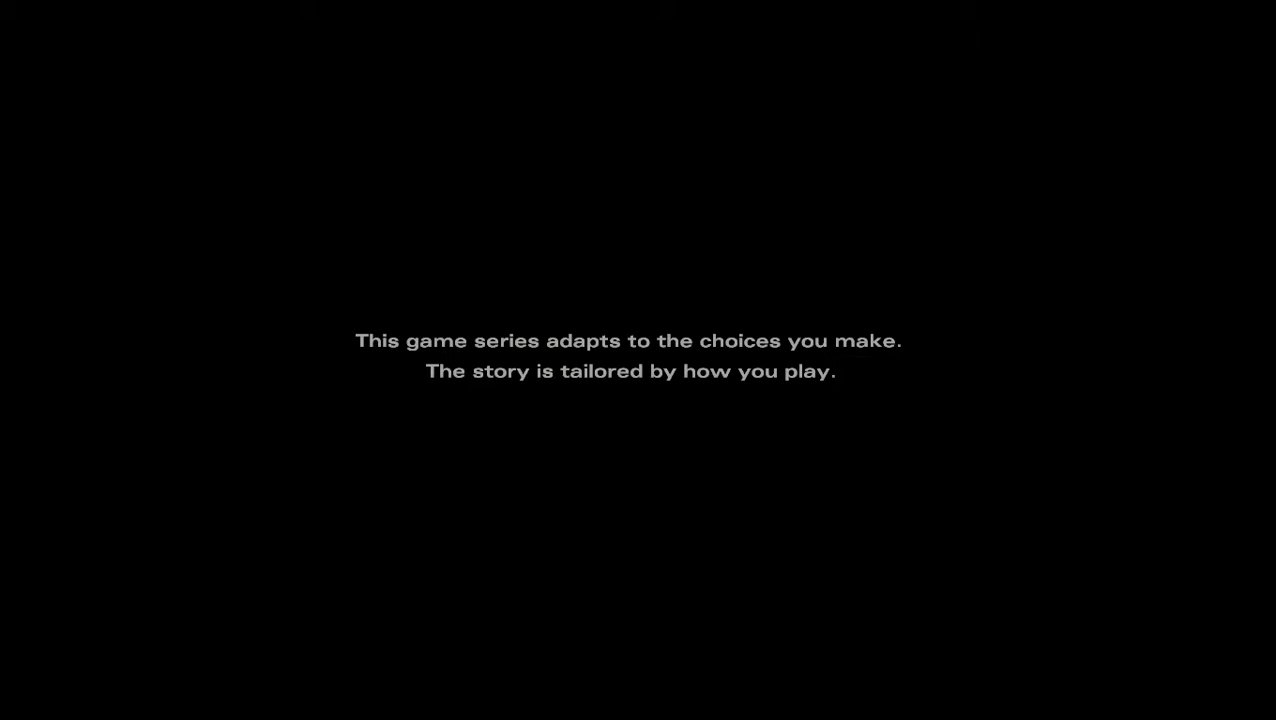 This game series adapts to the choices you make.
The story is tailored by how you play.